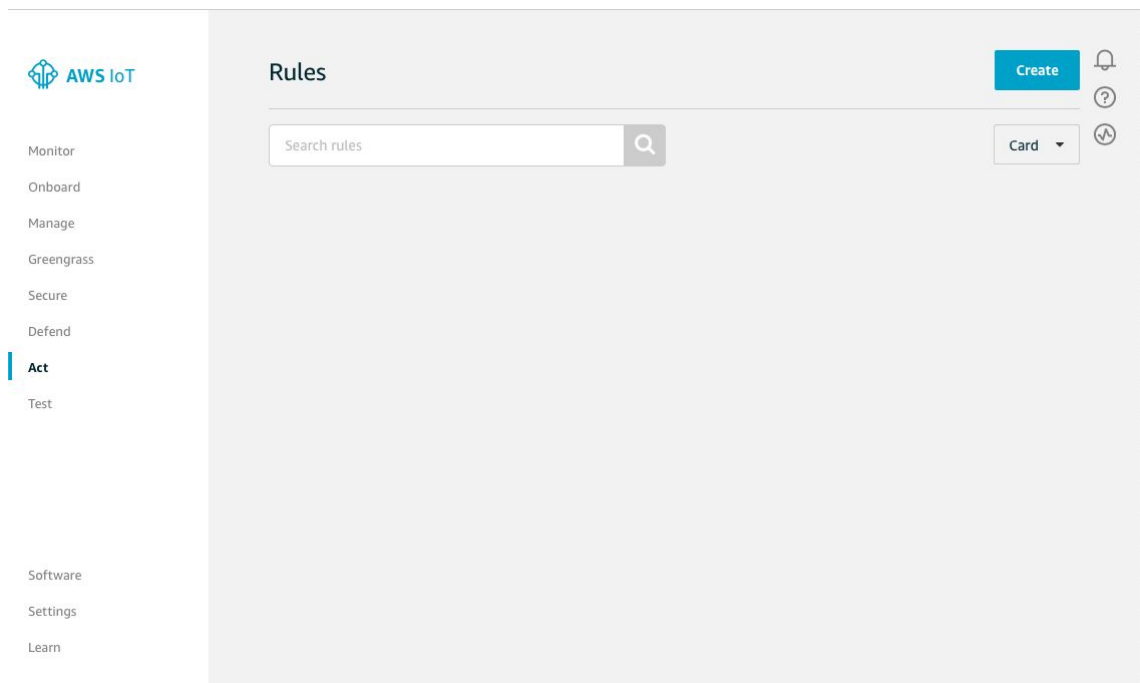 AWS IoT
Monitor
Onboard
Manage
Greengrass
Secure
Defend
Act
Test
Software
Settings
Learn
Rules
Create
Search rules
Card